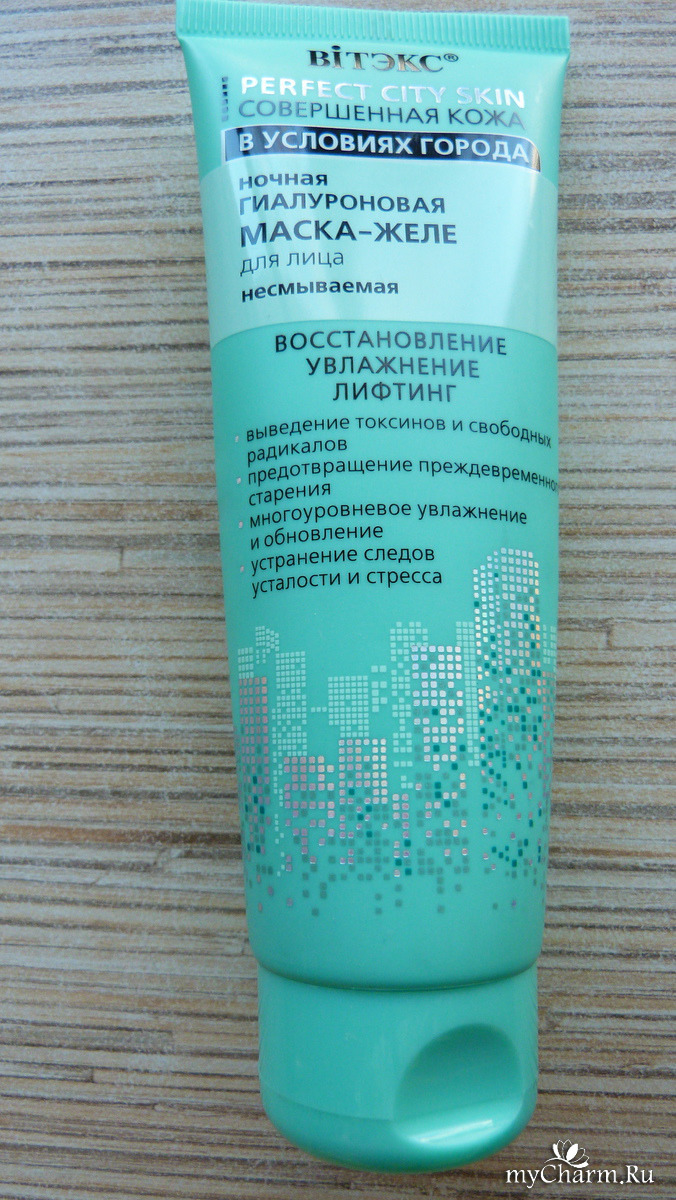 ВIТЭКС®
PERFECT CITY SKIN
СОВЕРШЕННАЯ КОЖА
В УСЛОВИЯХ ГОРОДА
ночная
ГИАЛУРОНОВАЯ
МАСКА-ЖЕЛЕ
для лица
несмываемая
ВОССТАНОВЛЕНИЕ
УВЛАЖНЕНИЕ
ЛИФТИНГ
• выведение токсинов и свободных
радикалов
• предотвращение преждевременног
старения
• многоуровневое увлажнение
и обновление
• устранение следов
усталости и стресса
myCharm.Ru